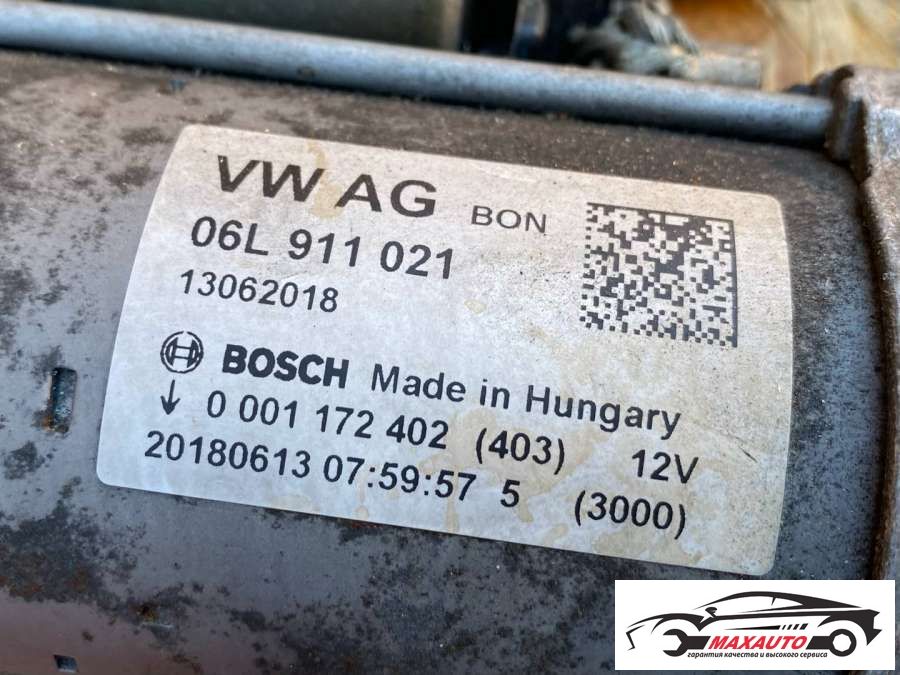 VW AG BON
06L 911 021
13062018
BOSCH Made in Hungary
↓ 0 001 172 402 (403) 12V
20180613 07:59:57 5 (3000)
MAXAUTO
гарантия качества и высокого сервиса